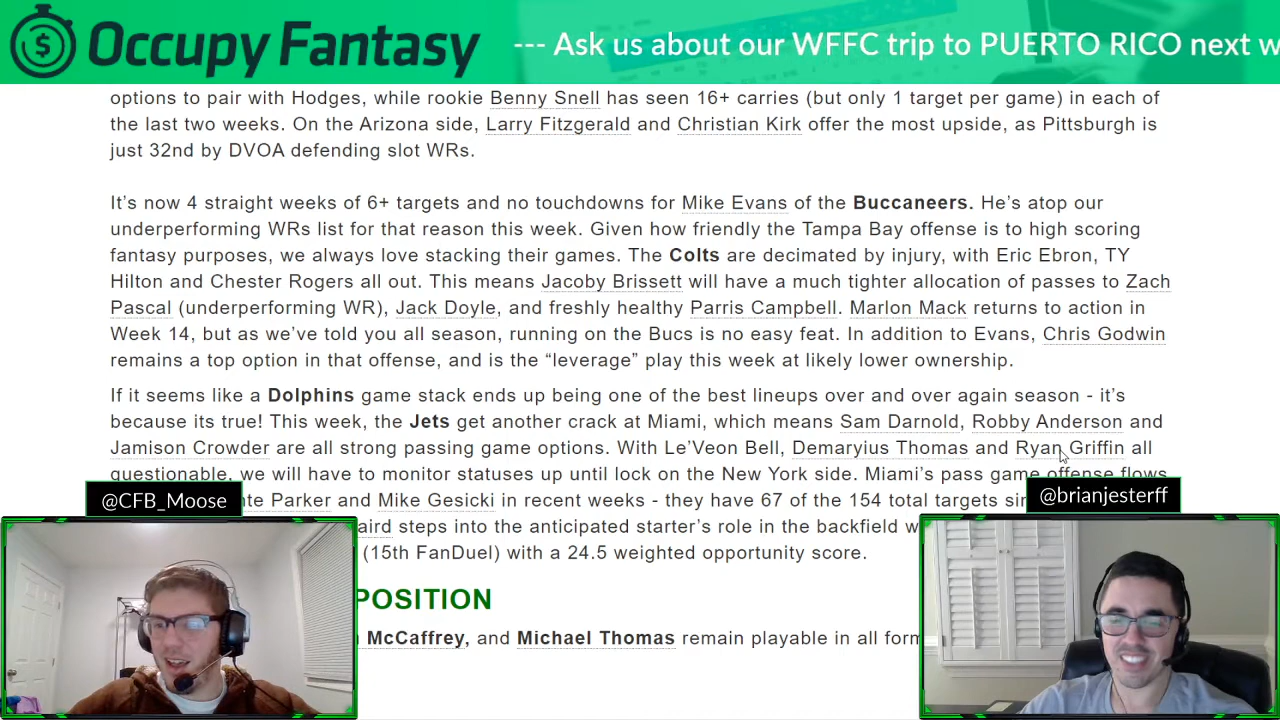 Occupy Fantasy
--- Ask us about our WFFC trip to PUERTO RICO next w
options to pair with Hodges, while rookie Benny Snell has seen 16+ carries (but only 1 target per game) in each of
the last two weeks. On the Arizona side, Larry Fitzgerald and Christian Kirk offer the most upside, as Pittsburgh is
just 32nd by DVOA defending slot WRs.
It’s now 4 straight weeks of 6+ targets and no touchdowns for Mike Evans of the Buccaneers. He’s atop our
underperforming WRs list for that reason this week. Given how friendly the Tampa Bay offense is to high scoring
fantasy purposes, we always love stacking their games. The Colts are decimated by injury, with Eric Ebron, TY
Hilton and Chester Rogers all out. This means Jacoby Brissett will have a much tighter allocation of passes to Zach
Pascal (underperforming WR), Jack Doyle, and freshly healthy Parris Campbell. Marlon Mack returns to action in
Week 14, but as we’ve told you all season, running on the Bucs is no easy feat. In addition to Evans, Chris Godwin
remains a top option in that offense, and is the “leverage” play this week at likely lower ownership.
If it seems like a Dolphins game stack ends up being one of the best lineups over and over again season - it’s
because its true! This week, the Jets get another crack at Miami, which means Sam Darnold, Robby Anderson and
Jamison Crowder are all strong passing game options. With Le’Veon Bell, Demaryius Thomas and Ryan Griffin all
questionable, we will have to monitor statuses up until lock on the New York side. Miami’s pass game offense flows
Parker and Mike Gesicki in recent weeks - they have 67 of the 154 total targets
steps into the anticipated starter’s role in the backfield
(15th FanDuel) with a 24.5 weighted opportunity score.
POSITION
McCaffrey, and Michael Thomas remain playable in all
@CFB_Moose
@brianjesterff